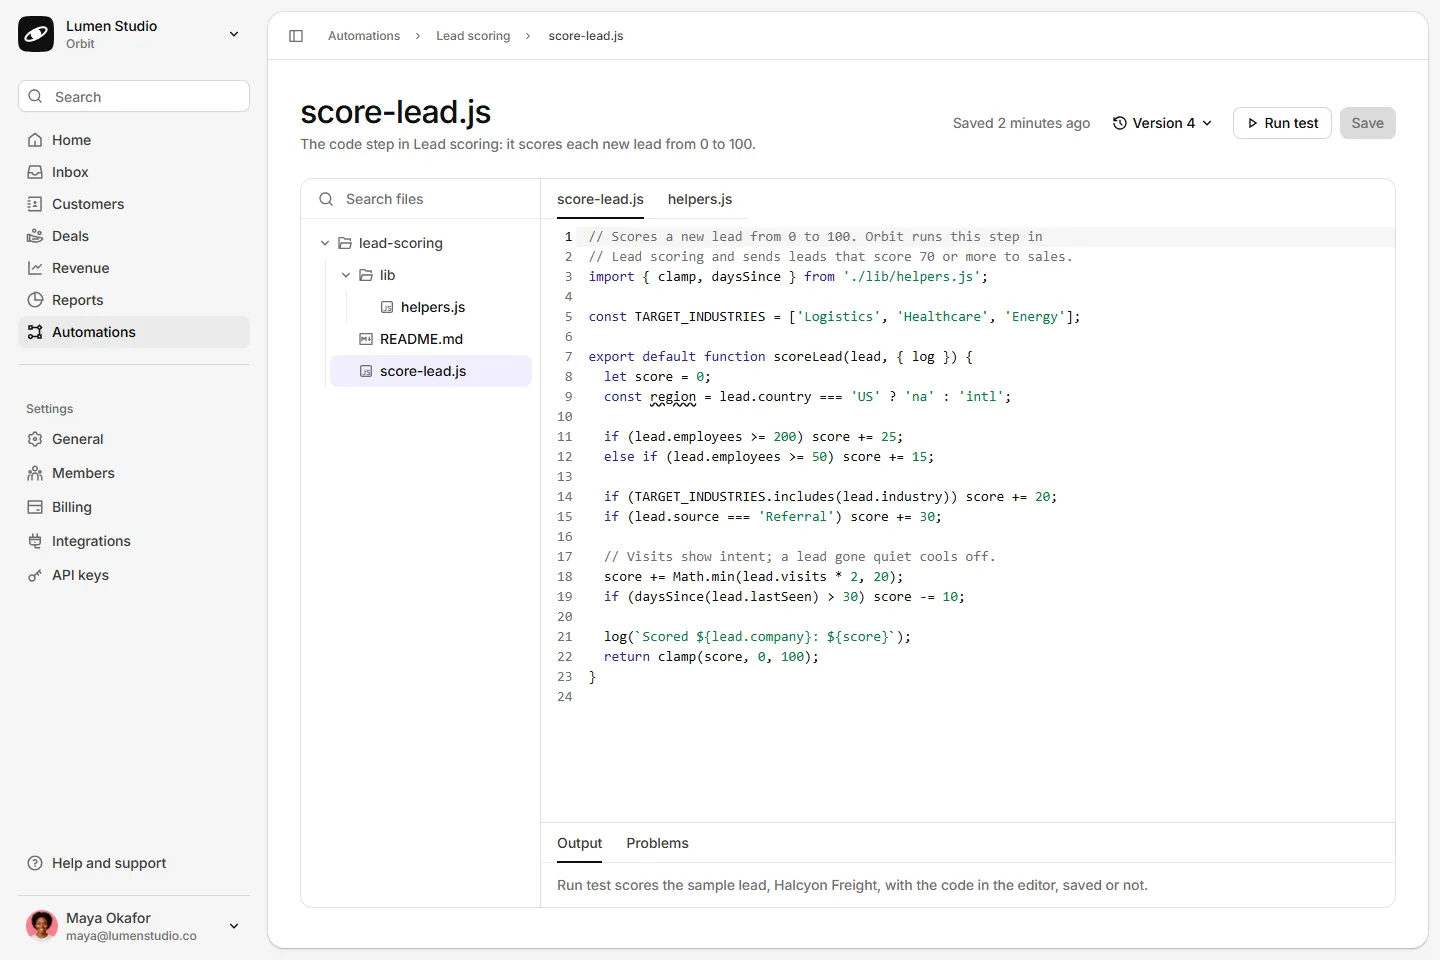 Lumen Studio
Orbit
Search
Home
Inbox
Customers
Deals
Revenue
Reports
Automations
Settings
General
Members
Billing
Integrations
API keys
Help and support
Maya Okafor
maya@lumenstudio.co
Automations › Lead scoring › score-lead.js
score-lead.js
The code step in Lead scoring: it scores each new lead from 0 to 100.
Saved 2 minutes ago Version 4 Run test Save
Search files
lead-scoring
lib
helpers.js
README.md
score-lead.js
score-lead.js helpers.js
1 // Scores a new lead from 0 to 100. Orbit runs this step in
2 // Lead scoring and sends leads that score 70 or more to sales.
3 import { clamp, daysSince } from './lib/helpers.js';
4
5 const TARGET_INDUSTRIES = ['Logistics', 'Healthcare', 'Energy'];
6
7 export default function scoreLead(lead, { log }) {
8   let score = 0;
9   const region = lead.country === 'US' ? 'na' : 'intl';
10
11   if (lead.employees >= 200) score += 25;
12   else if (lead.employees >= 50) score += 15;
13
14   if (TARGET_INDUSTRIES.includes(lead.industry)) score += 20;
15   if (lead.source === 'Referral') score += 30;
16
17   // Visits show intent; a lead gone quiet cools off.
18   score += Math.min(lead.visits * 2, 20);
19   if (daysSince(lead.lastSeen) > 30) score -= 10;
20
21   log(`Scored ${lead.company}: ${score}`);
22   return clamp(score, 0, 100);
23 }
24
Output Problems
Run test scores the sample lead, Halcyon Freight, with the code in the editor, saved or not.